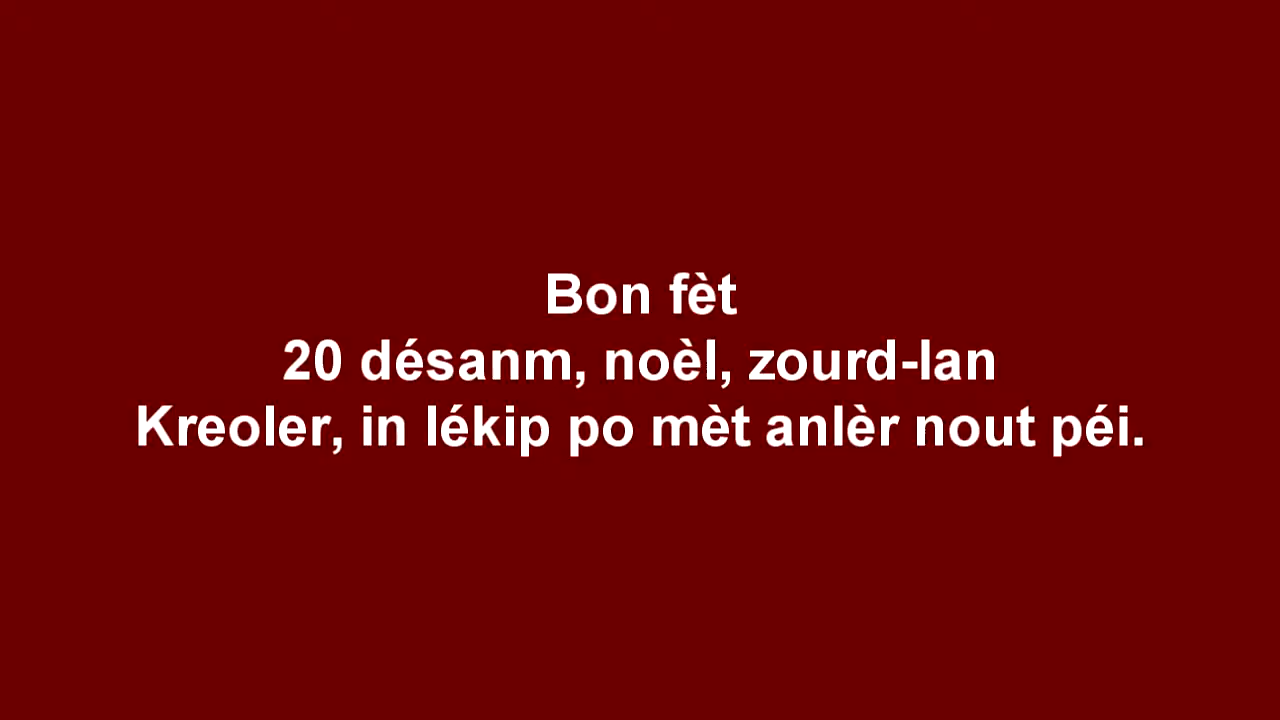 Bon fèt
20 désanm, noèl, zourd-lan
Kreoler, in lékip po mèt anlèr nout péi.